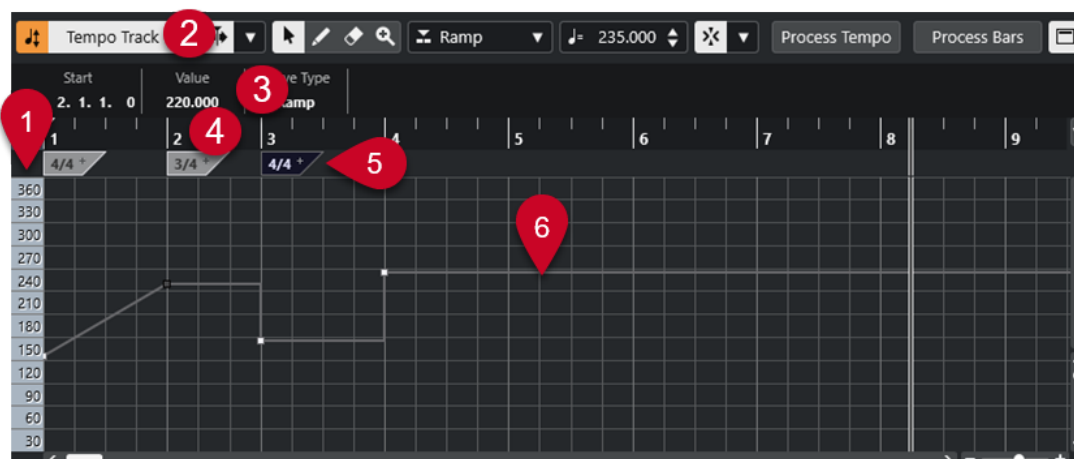 Tempo Track 2 Ramp 235.000 Process Tempo Process Bars
Start Value Type
2. 1. 1. 0 220.000 3
1 1 2 4 3 4 5 6 7 8 9
4/4 + 3/4 4/4 + 5
360
330
300 6
270
240
210
180
150
120
90
60
30